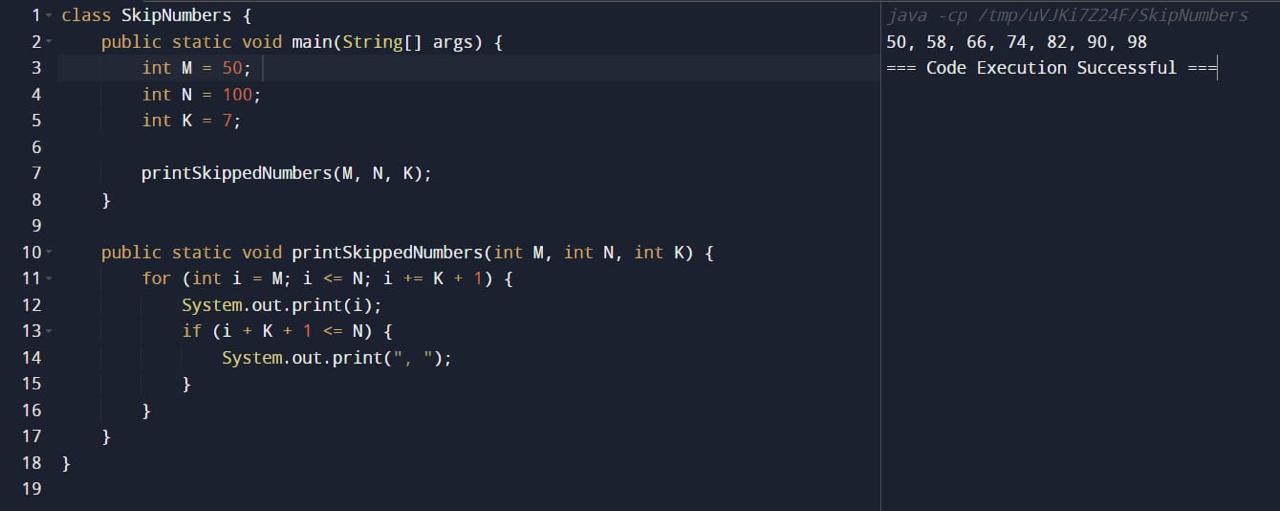 1 class SkipNumbers {
2     public static void main(String[] args) {
3         int M = 50;
4         int N = 100;
5         int K = 7;
6
7         printSkippedNumbers(M, N, K);
8     }
9
10     public static void printSkippedNumbers(int M, int N, int K) {
11         for (int i = M; i <= N; i += K + 1) {
12             System.out.print(i);
13             if (i + K + 1 <= N) {
14                 System.out.print(", ");
15             }
16         }
17     }
18 }
19
java -cp /tmp/uVJKi7Z24F/SkipNumbers
50, 58, 66, 74, 82, 90, 98
=== Code Execution Successful ===